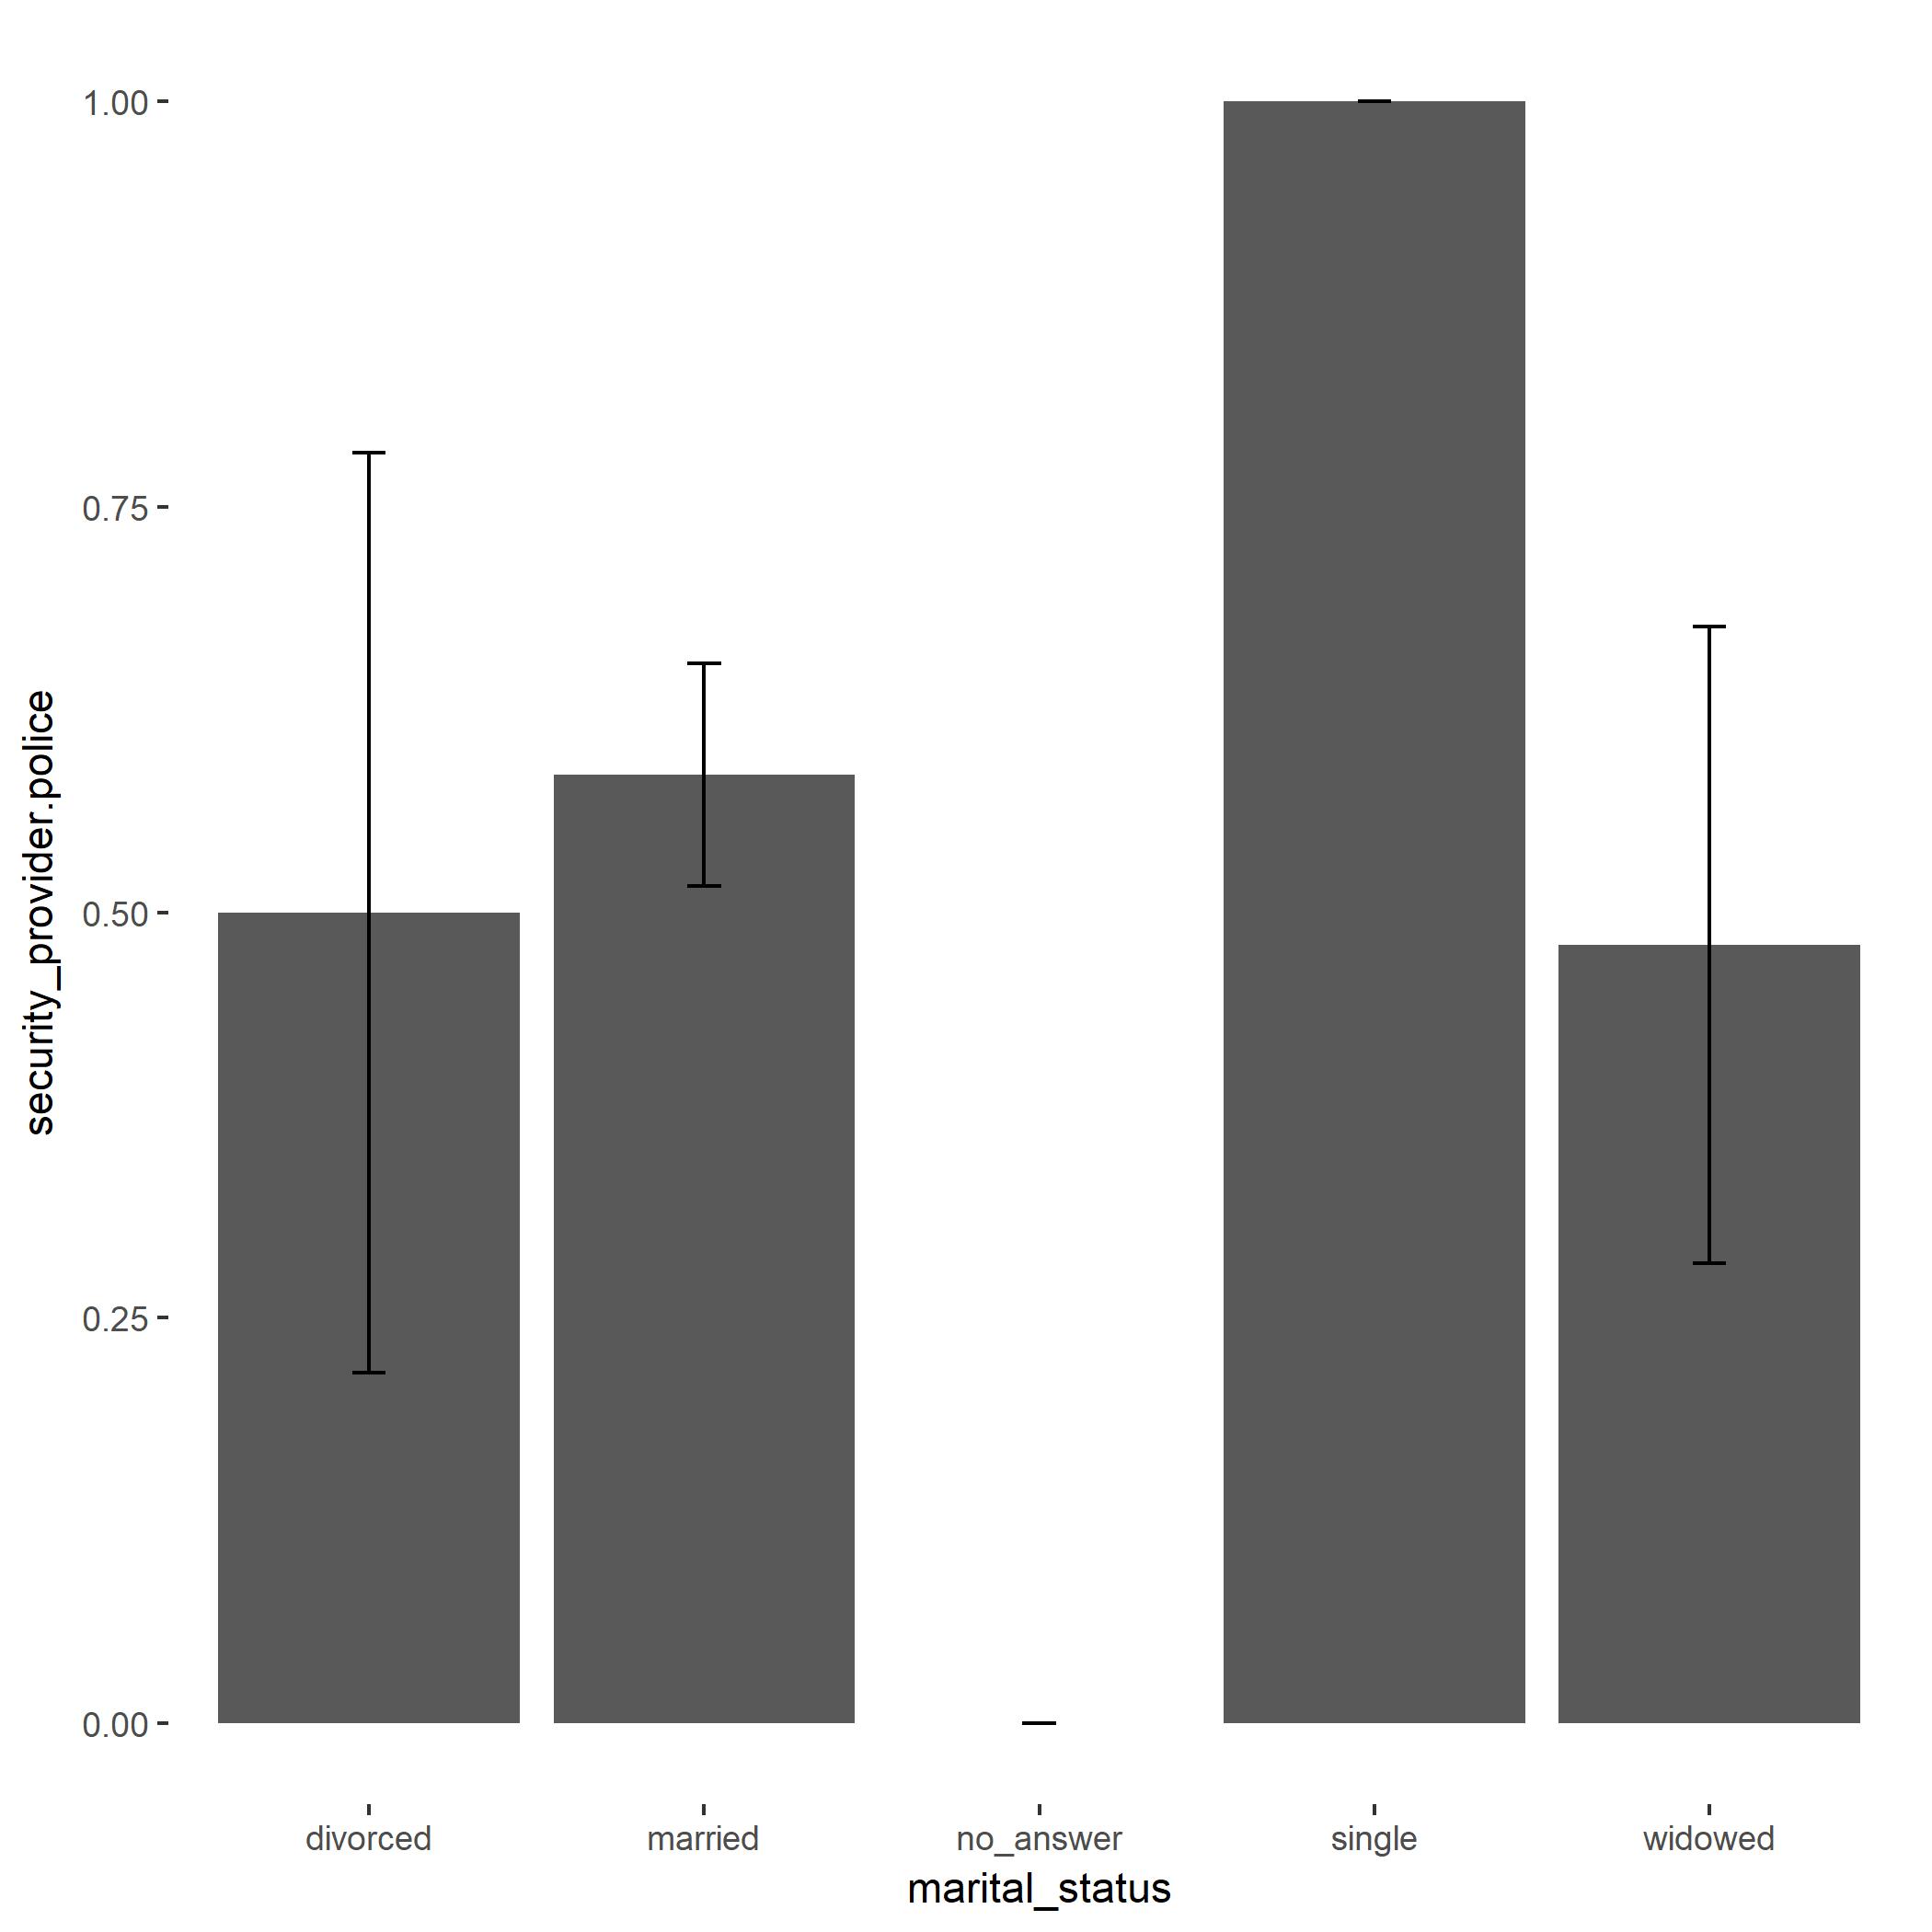 1.00
0.75
0.50
0.25
0.00
security_provider.police
divorced married no_answer single widowed
marital_status